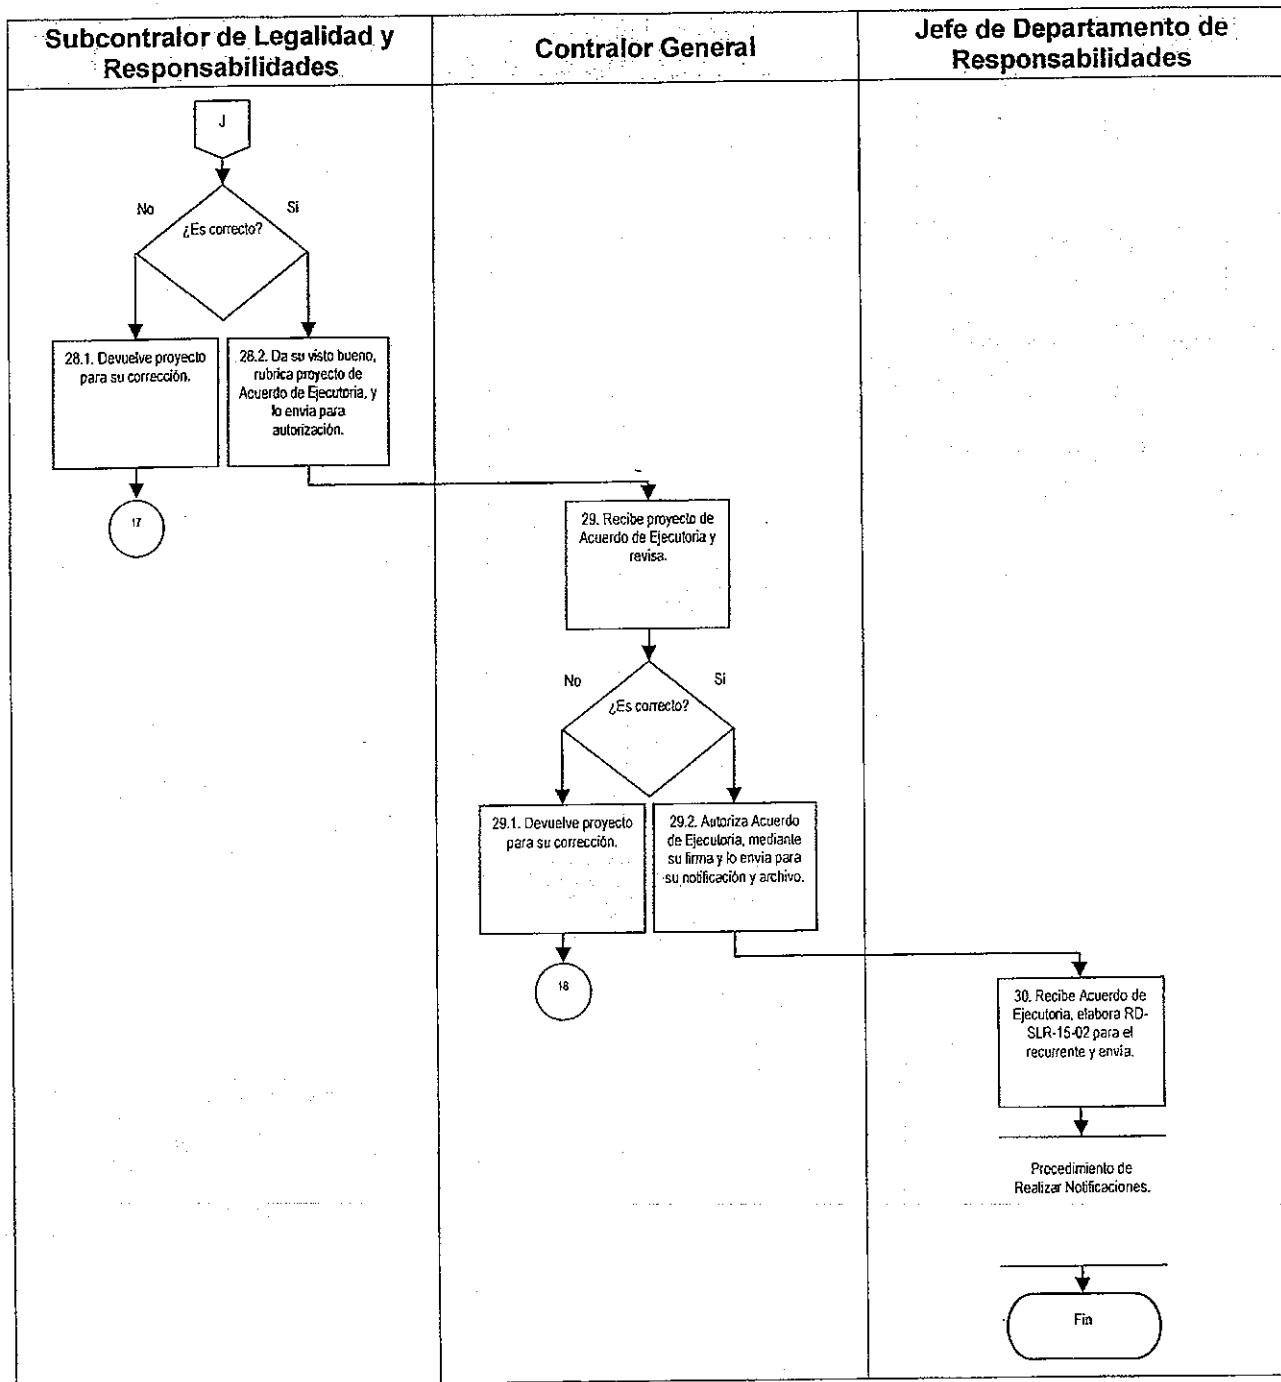 Subcontralor de Legalidad y
Responsabilidades
Contralor General
Jefe de Departamento de
Responsabilidades
J
No
Si
¿Es correcto?
28.1. Devuelve proyecto
para su corrección.
28.2. Da su visto bueno,
rubrica proyecto de
Acuerdo de Ejecutoria, y
lo envia para
autorización.
17
29. Recibe proyecto de
Acuerdo de Ejecutoria y
revisa.
No
Si
¿Es correcto?
29.1. Devuelve proyecto
para su corrección.
29.2. Autoriza Acuerdo
de Ejecutoria, mediante
su firma y lo envia para
su notificación y archivo.
18
30. Recibe Acuerdo de
Ejecutoria, elabora RD-
SLR-15-02 para el
recurrente y envia.
Procedimiento de
Realizar Notificaciones.
Fin